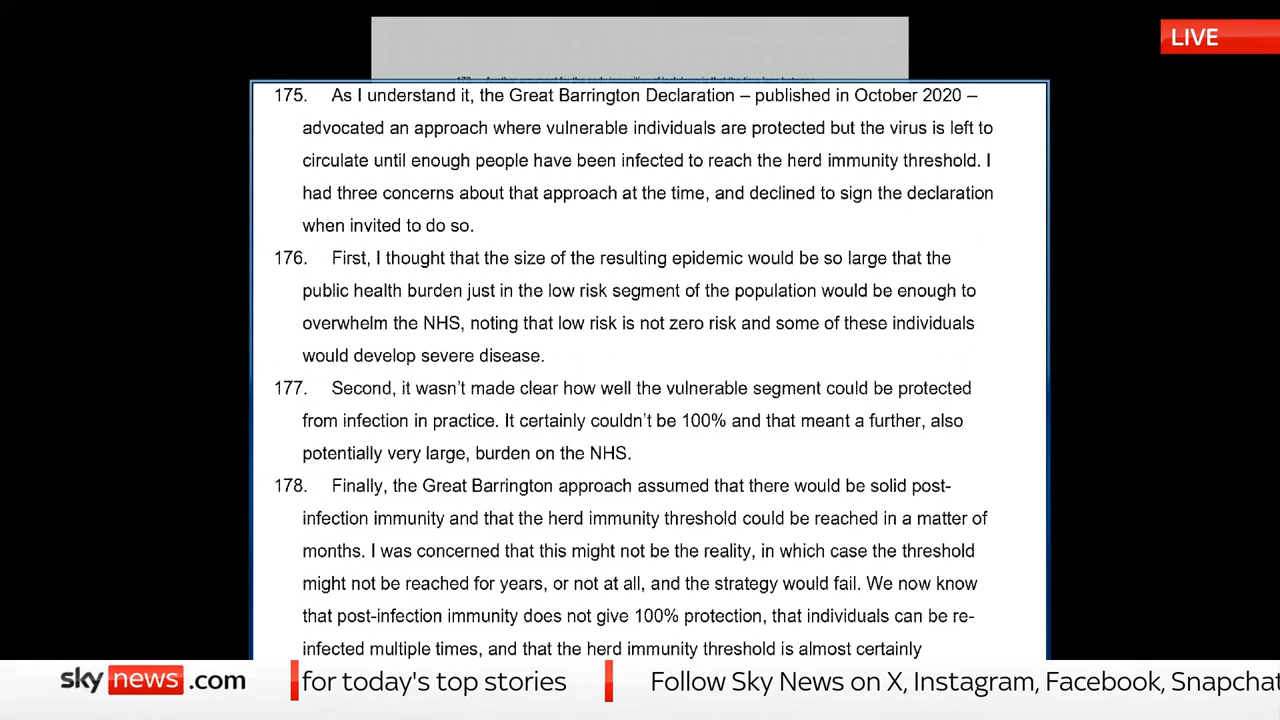 LIVE
175. As I understand it, the Great Barrington Declaration – published in October 2020 –
advocated an approach where vulnerable individuals are protected but the virus is left to
circulate until enough people have been infected to reach the herd immunity threshold. I
had three concerns about that approach at the time, and declined to sign the declaration
when invited to do so.
176. First, I thought that the size of the resulting epidemic would be so large that the
public health burden just in the low risk segment of the population would be enough to
overwhelm the NHS, noting that low risk is not zero risk and some of these individuals
would develop severe disease.
177. Second, it wasn't made clear how well the vulnerable segment could be protected
from infection in practice. It certainly couldn't be 100% and that meant a further, also
potentially very large, burden on the NHS.
178. Finally, the Great Barrington approach assumed that there would be solid post-
infection immunity and that the herd immunity threshold could be reached in a matter of
months. I was concerned that this might not be the reality, in which case the threshold
might not be reached for years, or not at all, and the strategy would fail. We now know
that post-infection immunity does not give 100% protection, that individuals can be re-
infected multiple times, and that the herd immunity threshold is almost certainly
sky news .com for today's top stories Follow Sky News on X, Instagram, Facebook, Snapchat